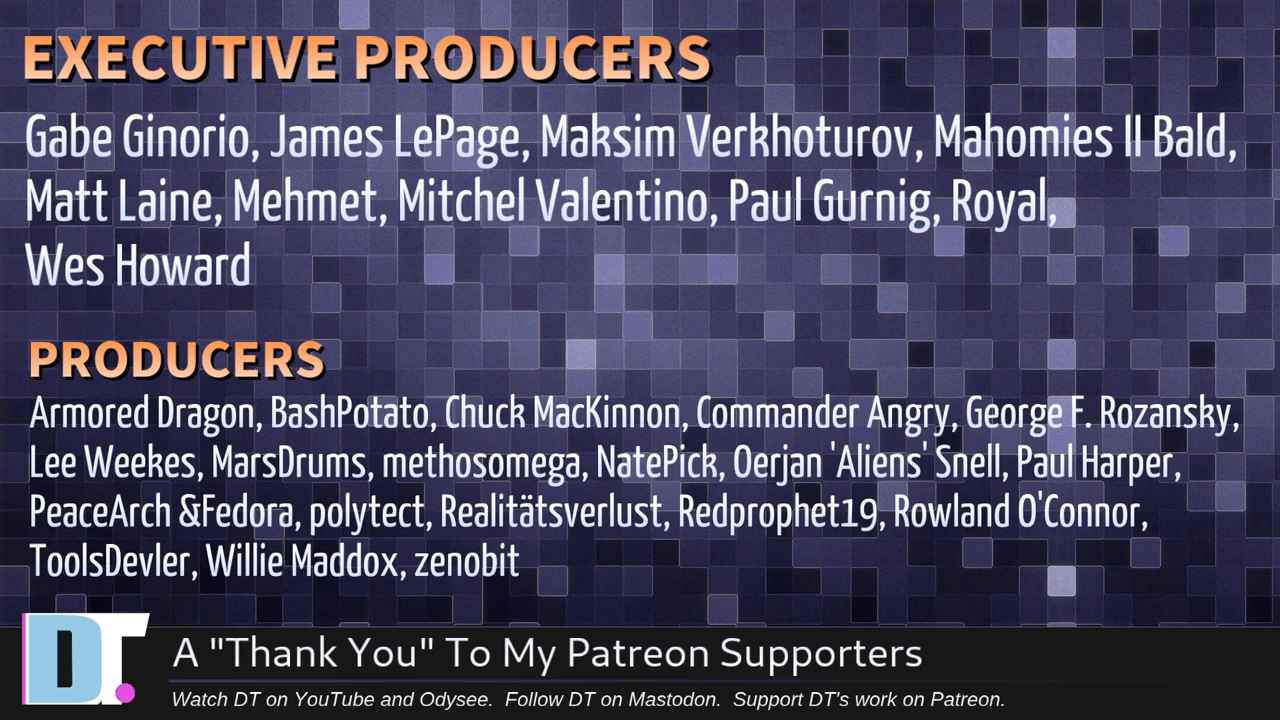 EXECUTIVE PRODUCERS
Gabe Ginorio, James LePage, Maksim Verkhoturov, Mahomies II Bald,
Matt Laine, Mehmet, Mitchel Valentino, Paul Gurnig, Royal,
Wes Howard
PRODUCERS
Armored Dragon, BashPotato, Chuck MacKinnon, Commander Angry, George F. Rozansky,
Lee Weekes, MarsDrums, methosomega, NatePick, Oerjan 'Aliens' Snell, Paul Harper,
PeaceArch &Fedora, polytect, Realitätsverlust, Redprophet19, Rowland O'Connor,
ToolsDevler, Willie Maddox, zenobit
DT.
A "Thank You" To My Patreon Supporters
Watch DT on YouTube and Odysee. Follow DT on Mastodon. Support DT's work on Patreon.